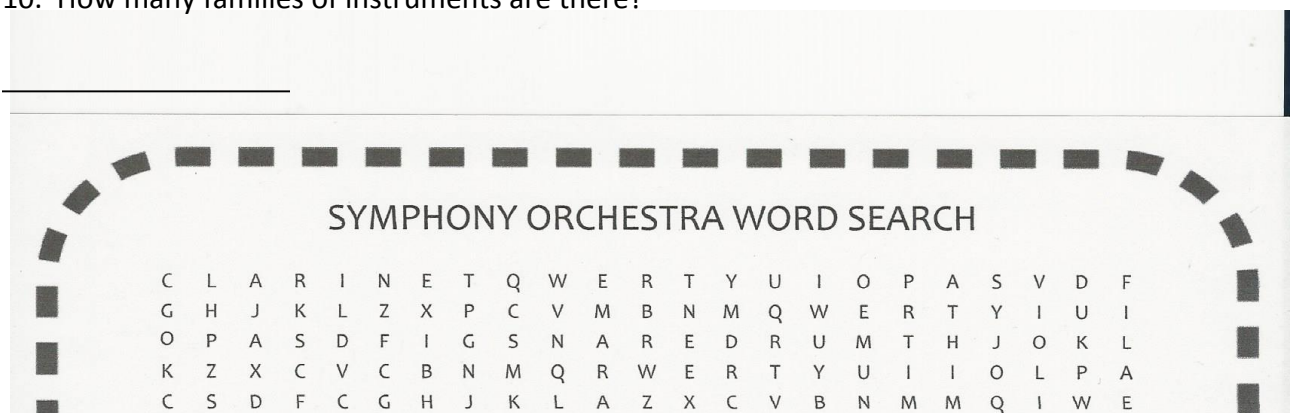 10. How many families of instruments are there?
SYMPHONY ORCHESTRA WORD SEARCH
C L A R I N E T Q W E R T Y U I O P A S V D F
G H J K L Z X P C V M B N M Q W E R T Y I U I
O P A S D F I G S N A R E D R U M T H J O K L
K Z X C V C B N M Q R W E R T Y U I I O L P A
C S D F C G H J K L A Z X C V B N M M Q I W E